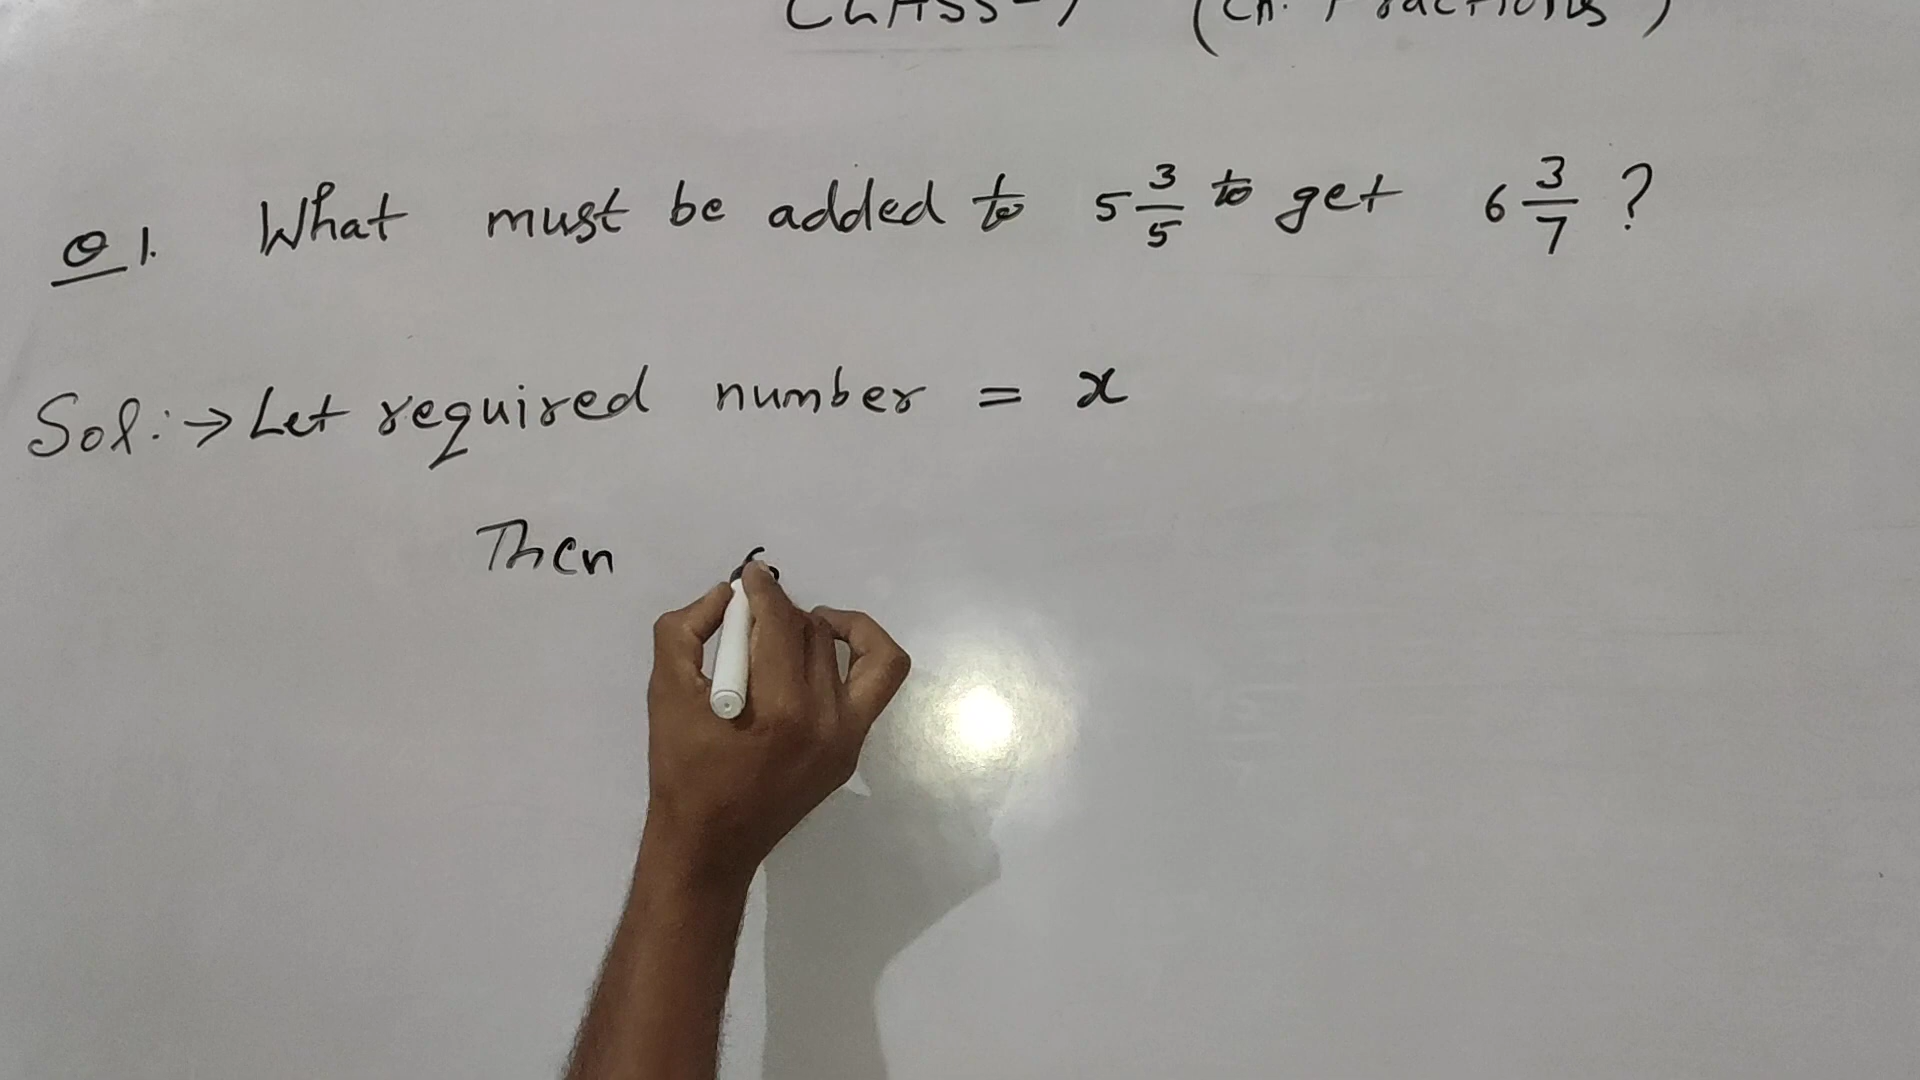 CLASS-7 (Ch. Fractions)
Q1. What must be added to 5 3/5 to get 6 3/7 ?
Sol:→ Let required number = x
Then